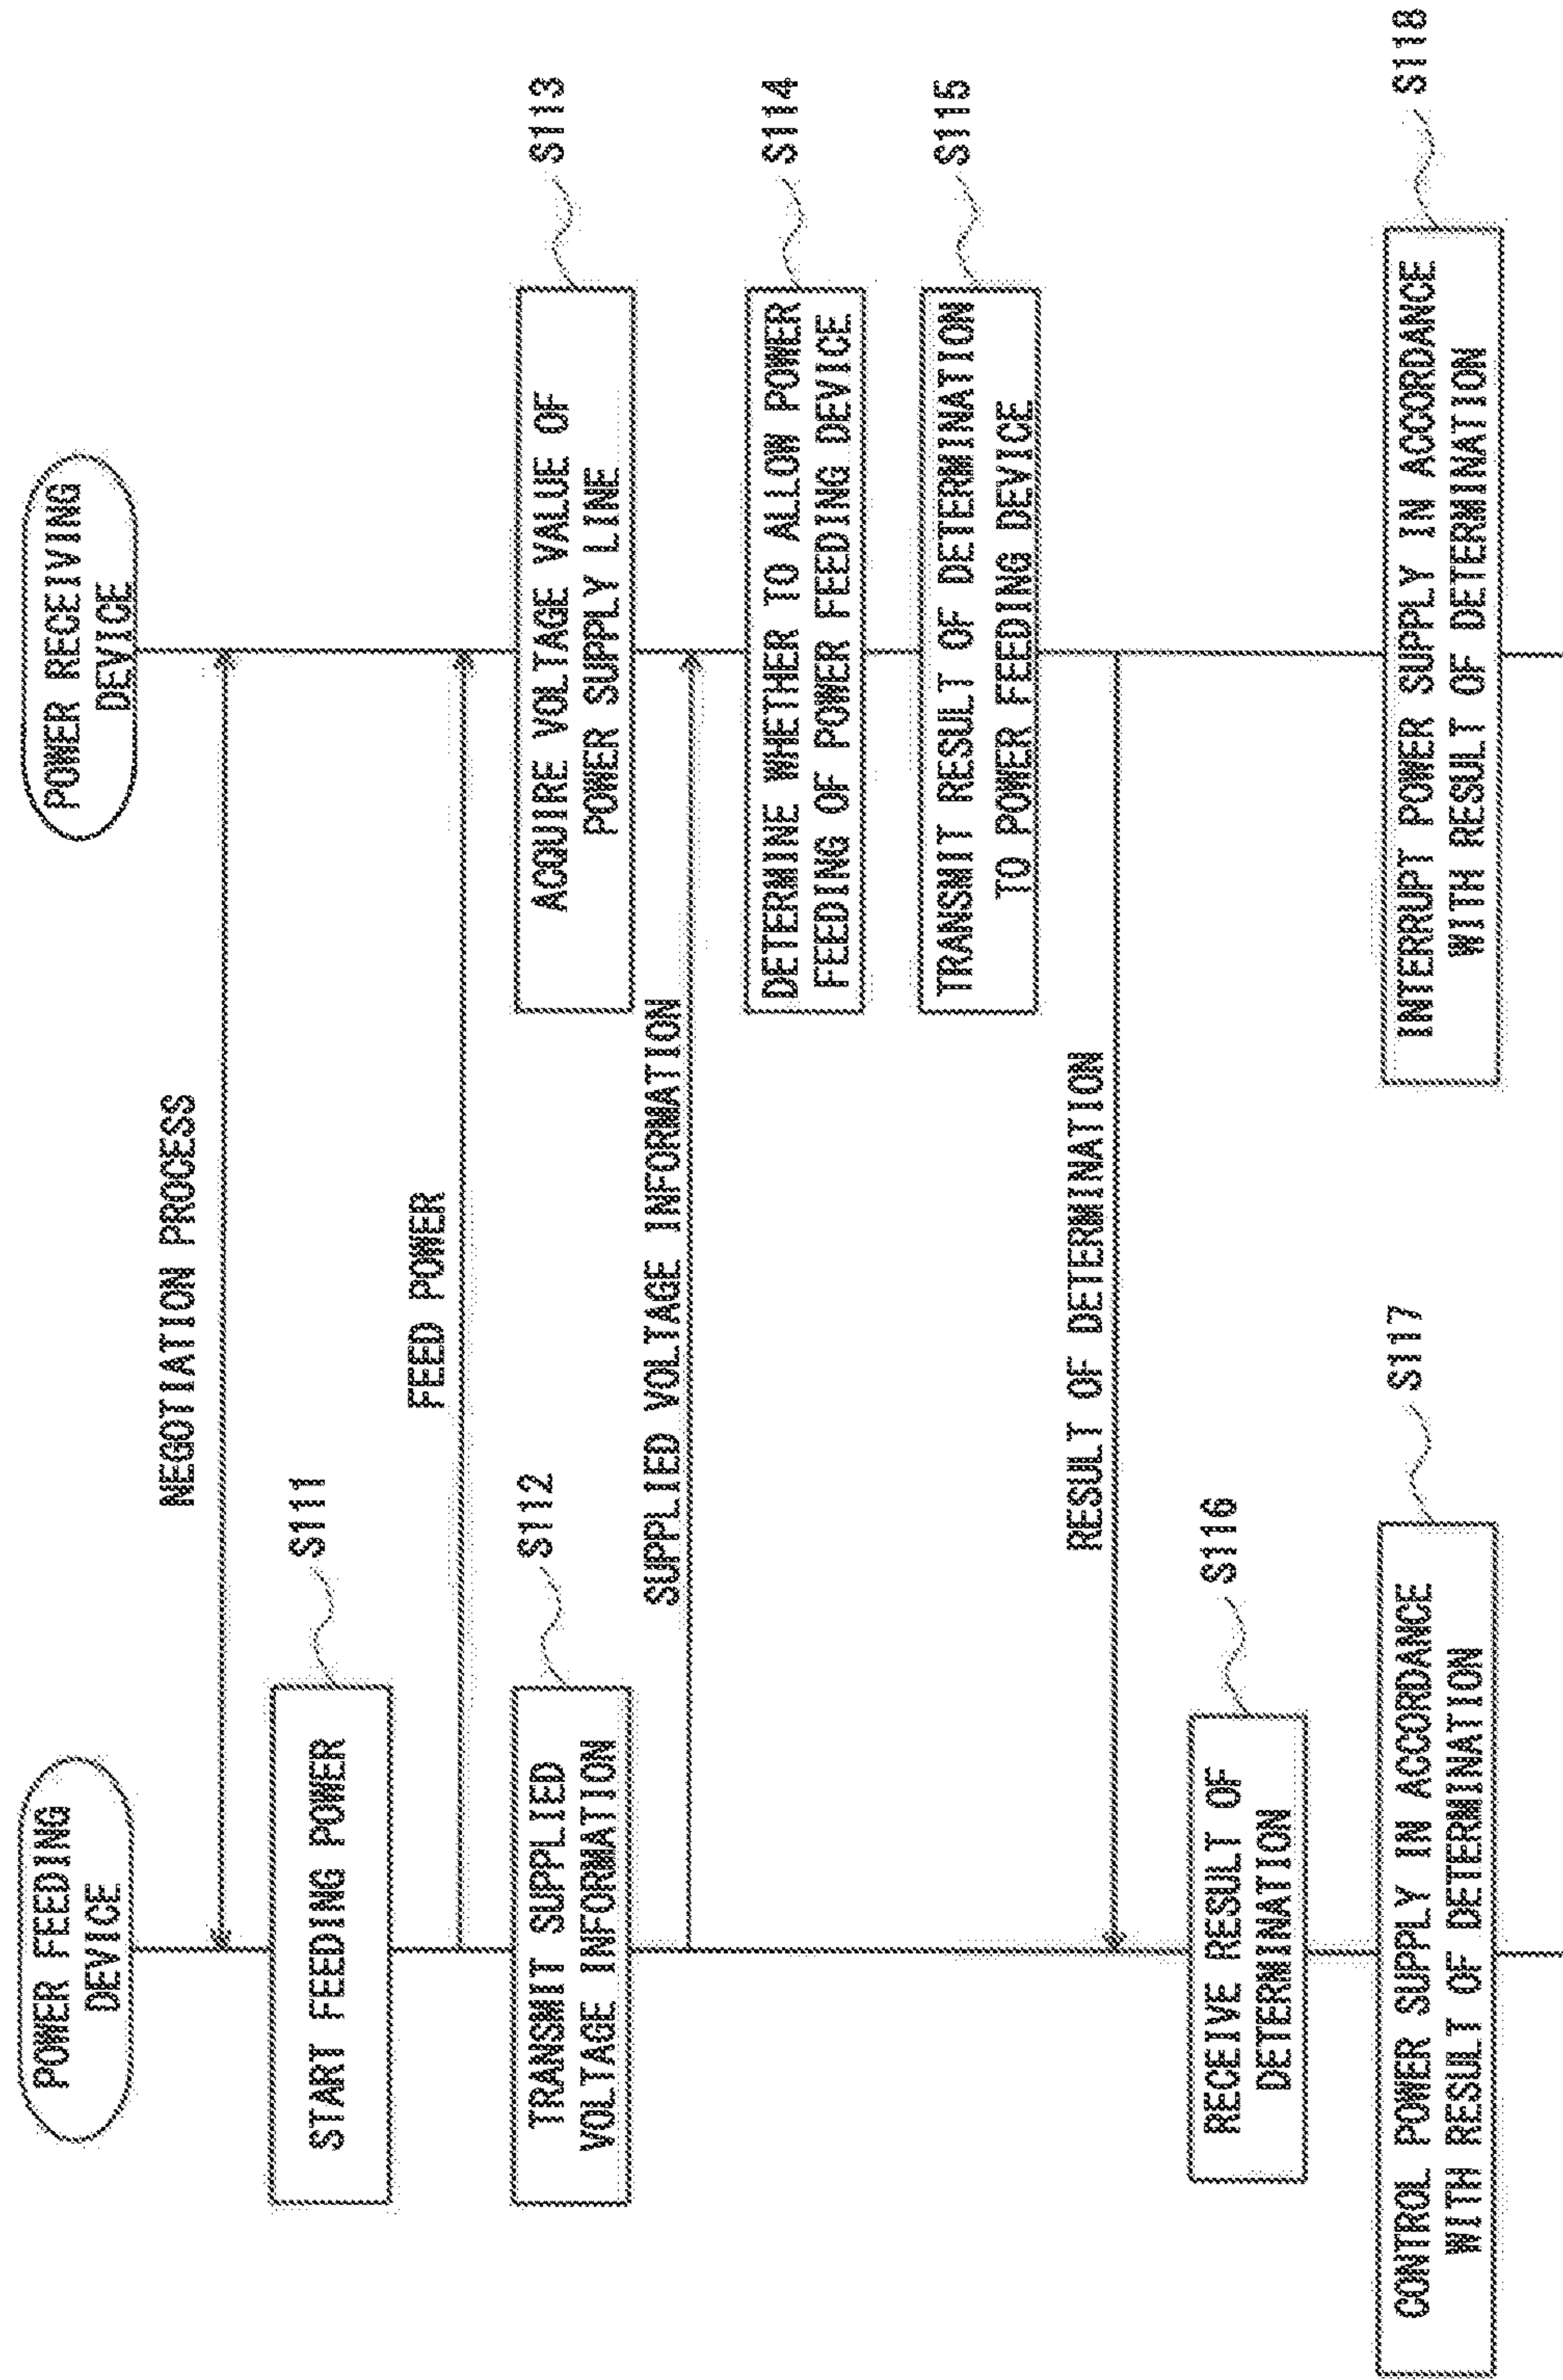 POWER FEEDING
DEVICE
POWER RECEIVING
DEVICE
NEGOTIATION PROCESS
START FEEDING POWER
S111
FEED POWER
TRANSMIT SUPPLIED
VOLTAGE INFORMATION
S112
ACQUIRE VOLTAGE VALUE OF
POWER SUPPLY LINE
S113
SUPPLIED VOLTAGE INFORMATION
DETERMINE WHETHER TO ALLOW POWER
FEEDING OF POWER FEEDING DEVICE
S114
TRANSMIT RESULT OF DETERMINATION
TO POWER FEEDING DEVICE
S115
RESULT OF DETERMINATION
RECEIVE RESULT OF
DETERMINATION
S116
CONTROL POWER SUPPLY IN ACCORDANCE
WITH RESULT OF DETERMINATION
S117
INTERRUPT POWER SUPPLY IN ACCORDANCE
WITH RESULT OF DETERMINATION
S118